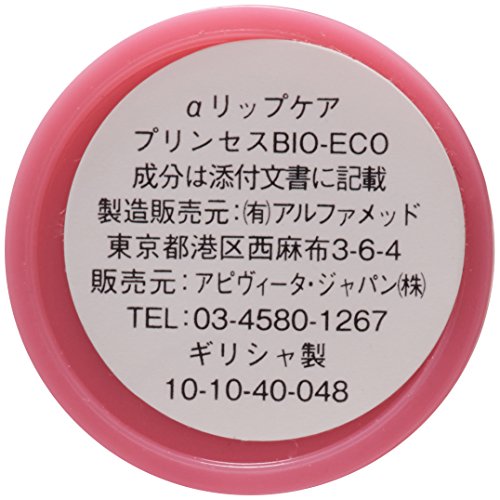 αリップケア
プリンセスBIO-ECO
成分は添付文書に記載
製造販売元:㈲アルファメッド
東京都港区西麻布3-6-4
販売元:アピヴィータ・ジャパン㈱
TEL:03-4580-1267
ギリシャ製
10-10-40-048